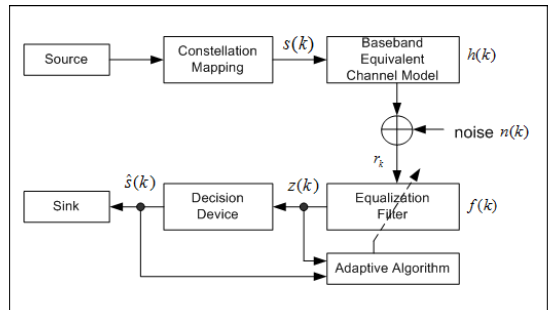 Source
Constellation
Mapping
s(k)
Baseband
Equivalent
Channel Model
h(k)
noise n(k)
r_k
Sink
ŝ(k)
Decision
Device
z(k)
Equalization
Filter
f(k)
Adaptive Algorithm